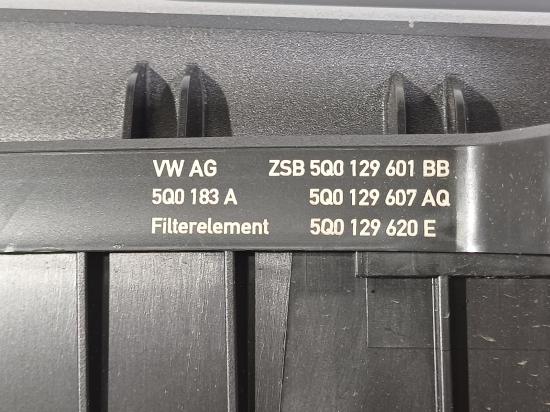 VW AG ZSB 5Q0 129 601 BB
5Q0 183 A 5Q0 129 607 AQ
Filterelement 5Q0 129 620 E